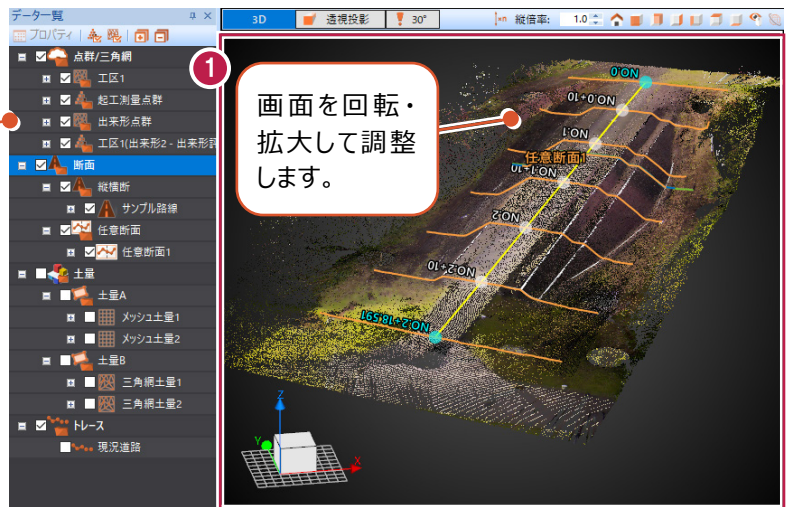 データ一覧
プロパティ
点群/三角網
工区1
起工測量点群
出来形点群
工区1(出来形2 - 出来形評
断面
縦横断
サンプル路線
任意断面
任意断面1
土量
土量A
メッシュ土量1
メッシュ土量2
土量B
三角網土量1
三角網土量2
トレース
現況道路
3D
透視投影
30°
縦倍率:
1.0
1
画面を回転・
拡大して調整
します。
NO.0
NO.0+10
NO.1
任意断面1
NO.1+10
NO.2
NO.2+10
NO.2+18.591
Z
Y
X